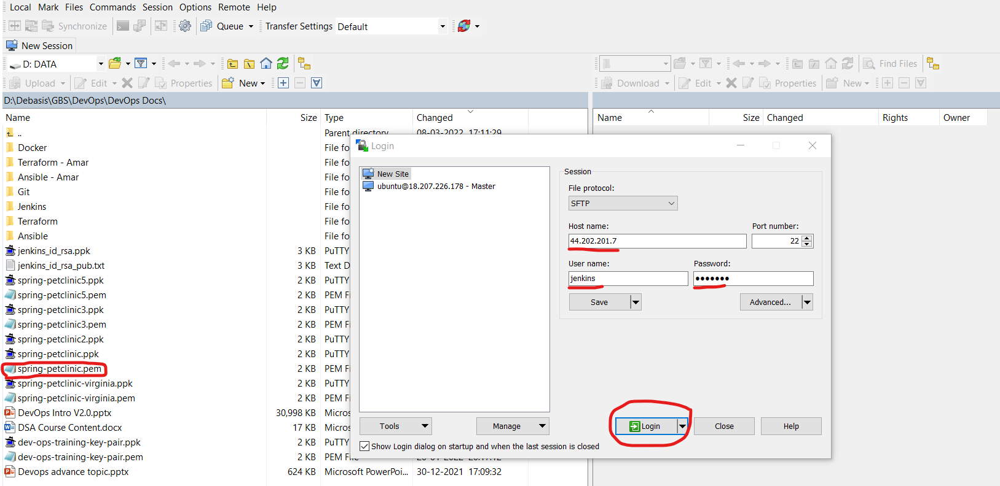 Local Mark Files Commands Session Options Remote Help
Synchronize Queue Transfer Settings Default
New Session
D: DATA Find Files
Upload Edit Properties New Download Edit Properties New
D:\Debasis\GBS\DevOps\DevOps Docs\
Name Size Type Changed Name Size Changed Rights Owner
.. Parent directory 08-03-2022 17:11:29
Docker File fo
Terraform - Amar File fo
Ansible - Amar File fo
Git File fo
Jenkins File fo
Terraform File fo
Ansible File fo
jenkins_id_rsa.ppk 3 KB PuTTY
jenkins_id_rsa_pub.txt 3 KB Text D
spring-petclinic5.ppk 2 KB PuTTY
spring-petclinic5.pem 2 KB PEM F
spring-petclinic3.ppk 2 KB PuTTY
spring-petclinic3.pem 2 KB PEM F
spring-petclinic2.ppk 2 KB PuTTY
spring-petclinic.ppk 2 KB PuTTY
spring-petclinic.pem 2 KB PEM F
spring-petclinic-virginia.ppk 2 KB PuTTY
spring-petclinic-virginia.pem 2 KB PEM F
DevOps Intro V2.0.pptx 30,998 KB Micros
DSA Course Content.docx 17 KB Micros
dev-ops-training-key-pair.ppk 2 KB PuTTY
dev-ops-training-key-pair.pem 2 KB PEM File
Devops advance topic.pptx 624 KB Microsoft PowerPoi... 30-12-2021 17:09:32
Login
New Site
ubuntu@18.207.226.178 - Master
Session
File protocol:
SFTP
Host name: Port number:
44.202.201.7 22
User name: Password:
jenkins •••••••
Save Advanced...
Tools Manage Login Close Help
Show Login dialog on startup and when the last session is closed